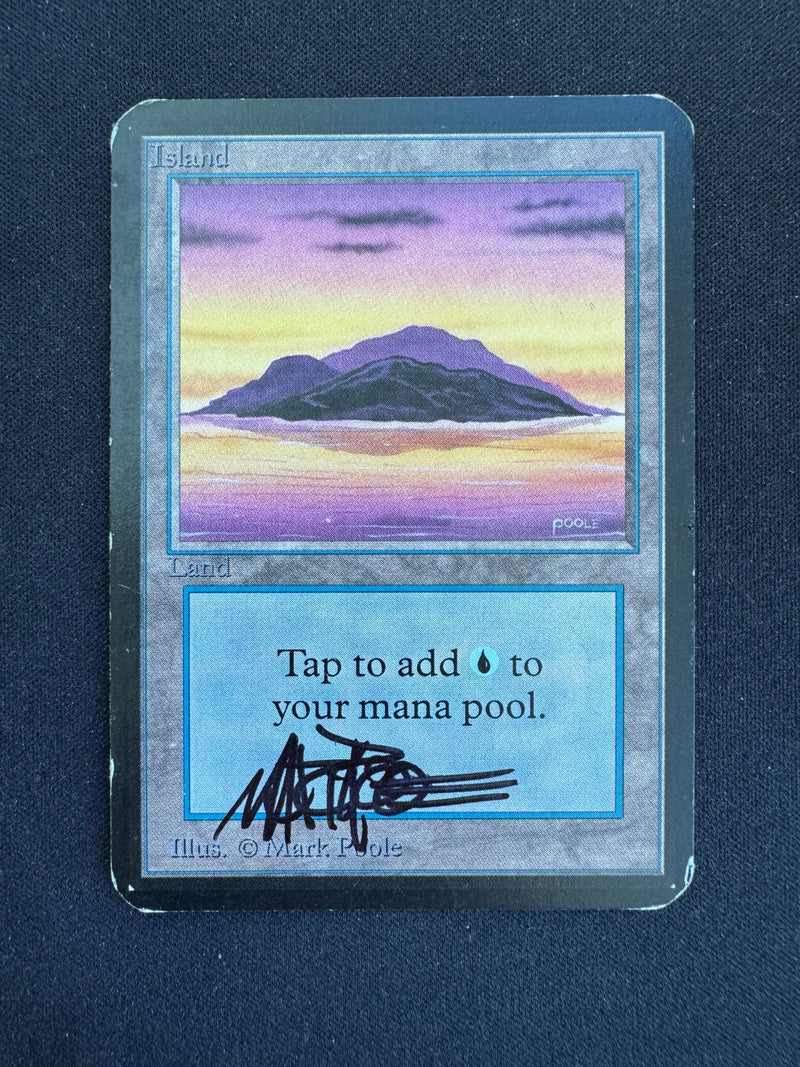 Island
POOLE
Land
Tap to add to
your mana pool.
Illus. © Mark Poole